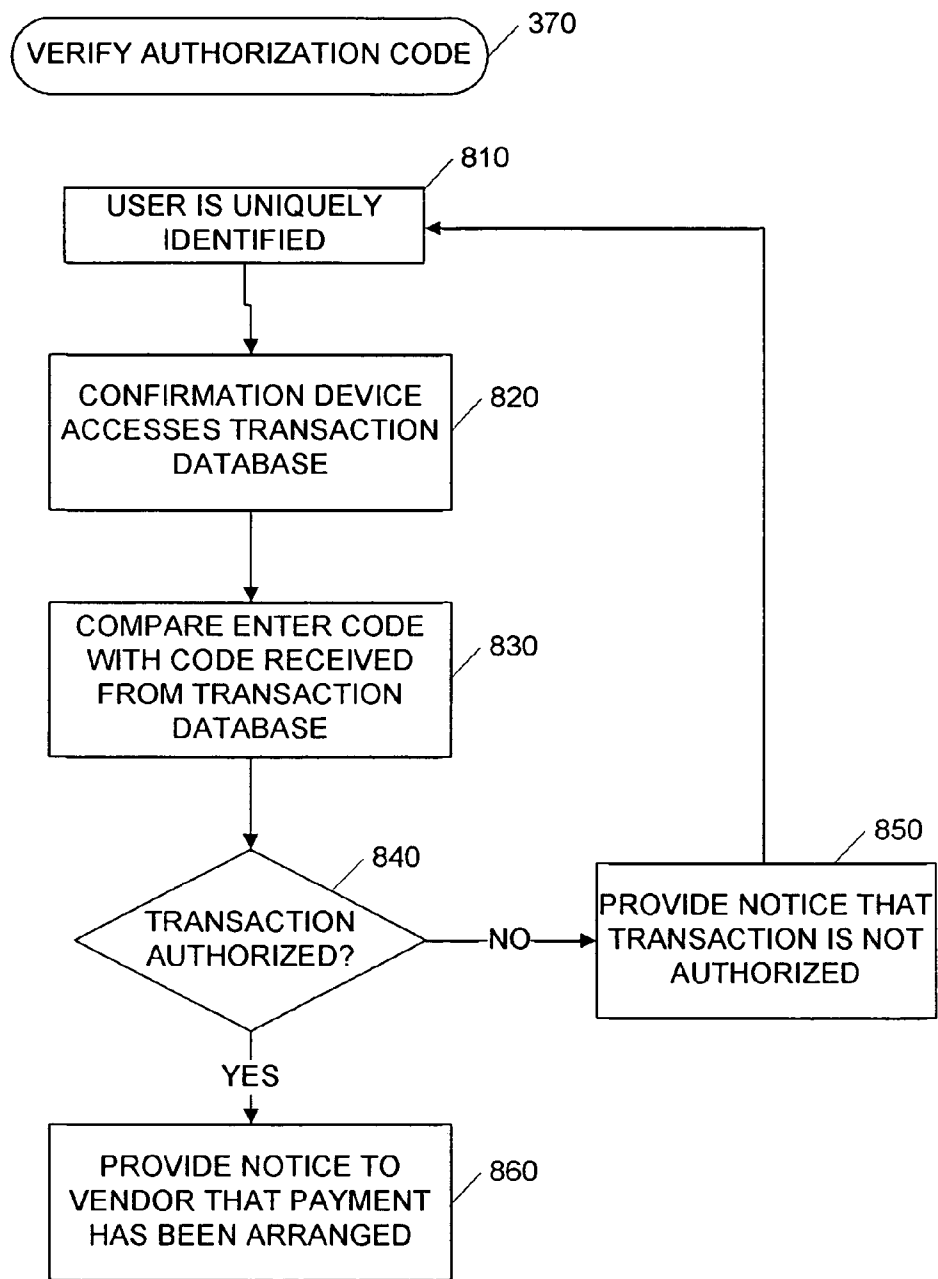 VERIFY AUTHORIZATION CODE
370
810
USER IS UNIQUELY
IDENTIFIED
CONFIRMATION DEVICE
ACCESSES TRANSACTION
DATABASE
820
COMPARE ENTER CODE
WITH CODE RECEIVED
FROM TRANSACTION
DATABASE
830
840
TRANSACTION
AUTHORIZED?
NO
850
PROVIDE NOTICE THAT
TRANSACTION IS NOT
AUTHORIZED
YES
PROVIDE NOTICE TO
VENDOR THAT PAYMENT
HAS BEEN ARRANGED
860